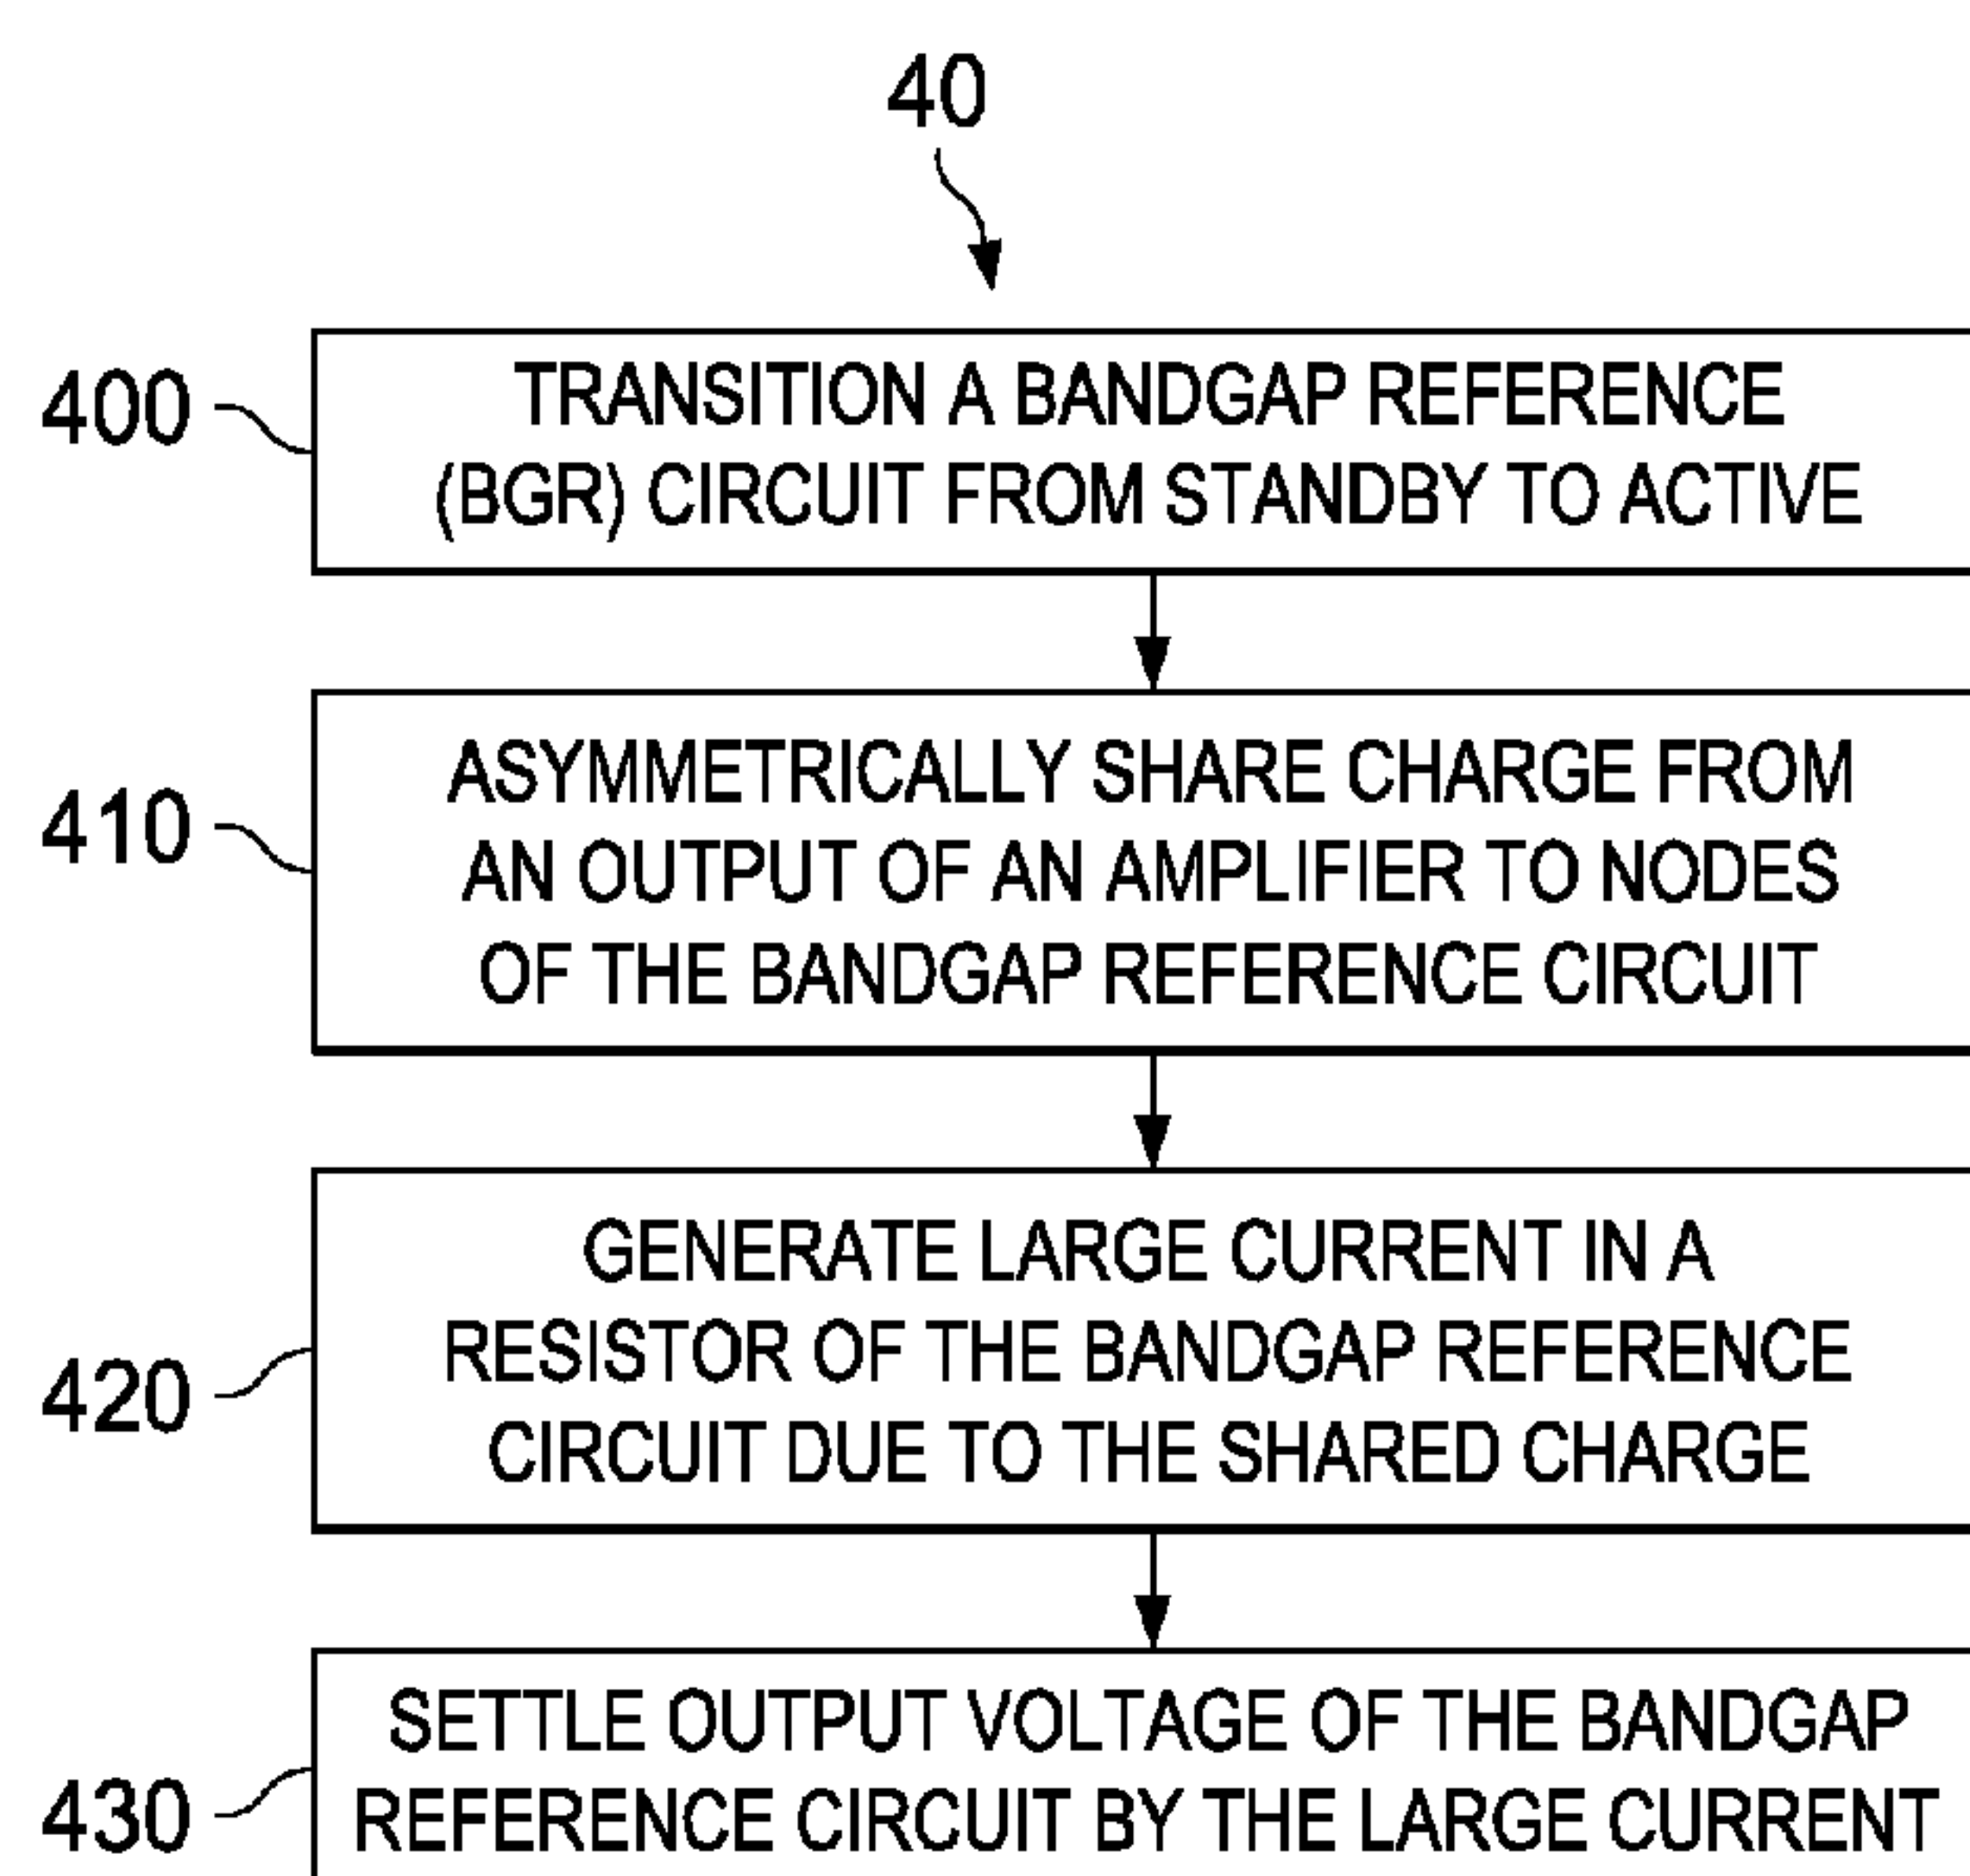 40
400
TRANSITION A BANDGAP REFERENCE
(BGR) CIRCUIT FROM STANDBY TO ACTIVE
410
ASYMMETRICALLY SHARE CHARGE FROM
AN OUTPUT OF AN AMPLIFIER TO NODES
OF THE BANDGAP REFERENCE CIRCUIT
420
GENERATE LARGE CURRENT IN A
RESISTOR OF THE BANDGAP REFERENCE
CIRCUIT DUE TO THE SHARED CHARGE
430
SETTLE OUTPUT VOLTAGE OF THE BANDGAP
REFERENCE CIRCUIT BY THE LARGE CURRENT